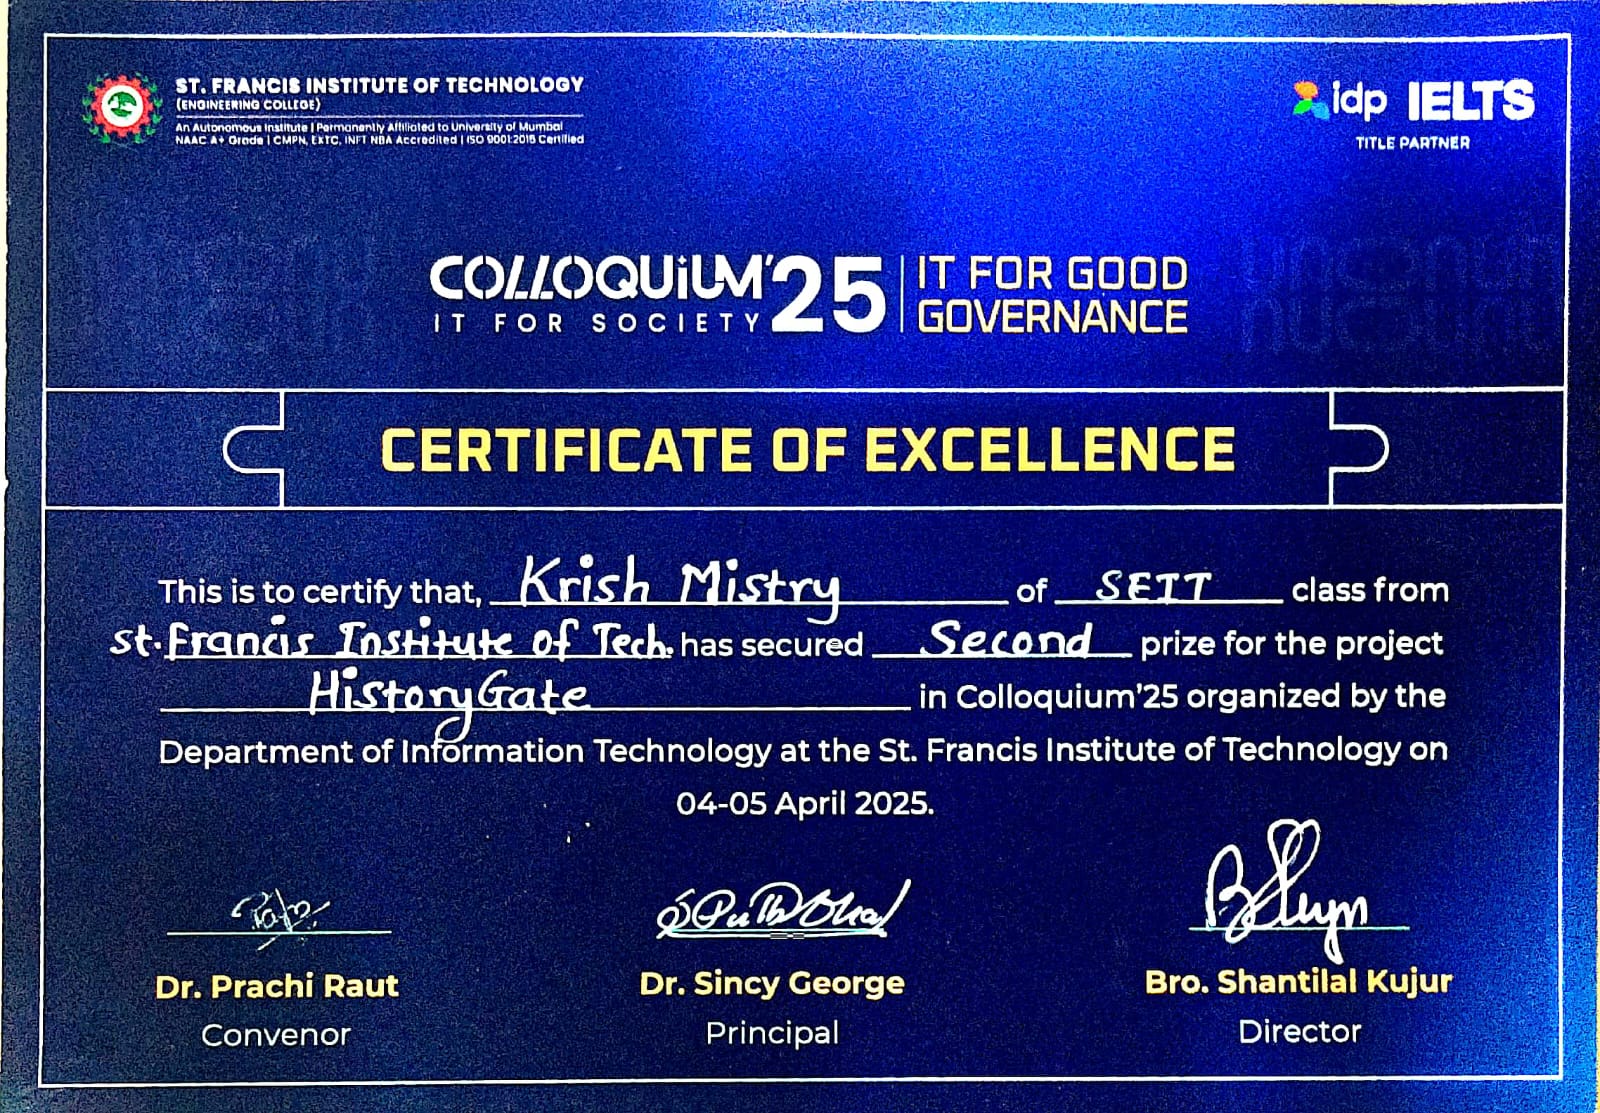 ST. FRANCIS INSTITUTE OF TECHNOLOGY
(ENGINEERING COLLEGE)
An Autonomous Institute | Permanently Affiliated to University of Mumbai
NAAC A+ Grade | CMPN, EXTC, INFT NBA Accredited | ISO 9001:2015 Certified
idp IELTS
TITLE PARTNER
COLLOQUiUM'25
IT FOR SOCIETY
IT FOR GOOD
GOVERNANCE
CERTIFICATE OF EXCELLENCE
This is to certify that, Krish Mistry of SEIT class from
St. Francis Institute of Tech. has secured Second prize for the project
HistoryGate in Colloquium'25 organized by the
Department of Information Technology at the St. Francis Institute of Technology on
04-05 April 2025.
Dr. Prachi Raut
Convenor
Dr. Sincy George
Principal
Bro. Shantilal Kujur
Director